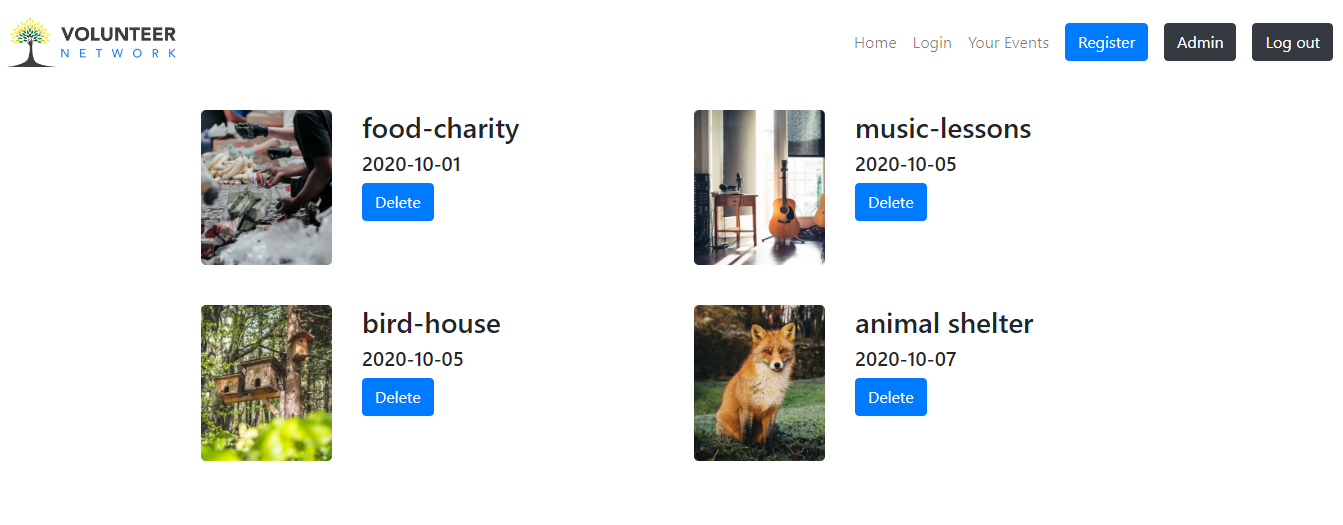 VOLUNTEER
NETWORK
Home Login Your Events Register Admin Log out
food-charity
2020-10-01
Delete
music-lessons
2020-10-05
Delete
bird-house
2020-10-05
Delete
animal shelter
2020-10-07
Delete